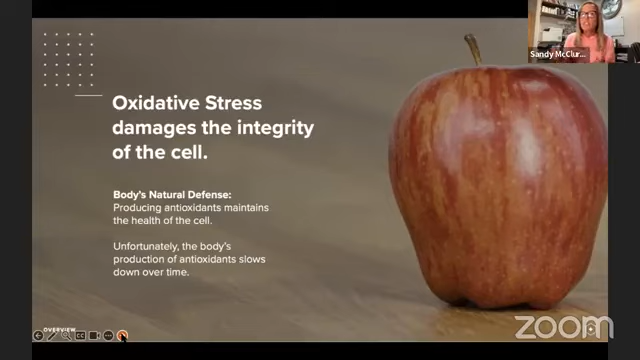 Sandy McClur...
Oxidative Stress
damages the integrity
of the cell.
Body's Natural Defense:
Producing antioxidants maintains
the health of the cell.
Unfortunately, the body's
production of antioxidants slows
down over time.
OVERVIEW
zoom